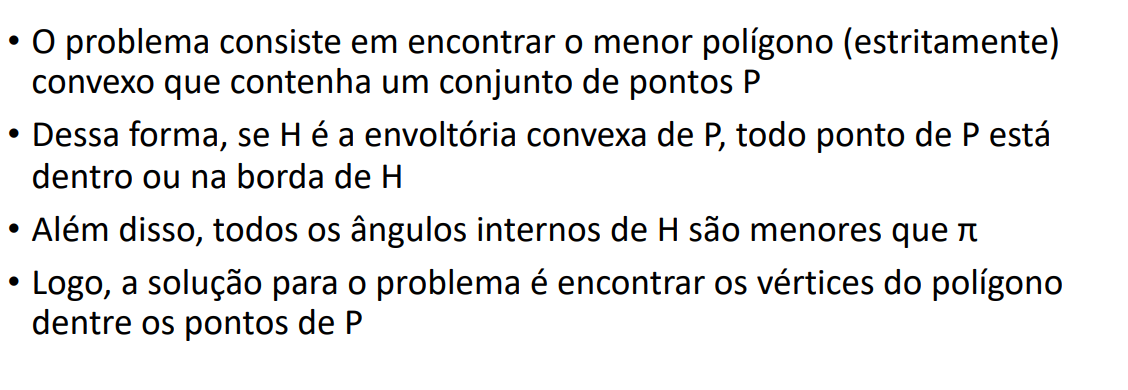 • O problema consiste em encontrar o menor polígono (estritamente)
convexo que contenha um conjunto de pontos P
• Dessa forma, se H é a envoltória convexa de P, todo ponto de P está
dentro ou na borda de H
• Além disso, todos os ângulos internos de H são menores que π
• Logo, a solução para o problema é encontrar os vértices do polígono
dentre os pontos de P